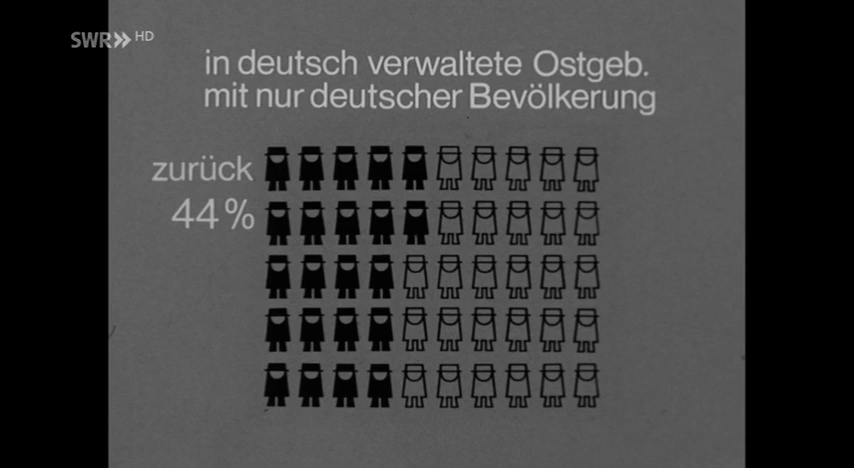 SWR>> HD
in deutsch verwaltete Ostgeb.
mit nur deutscher Bevölkerung
zurück
44%